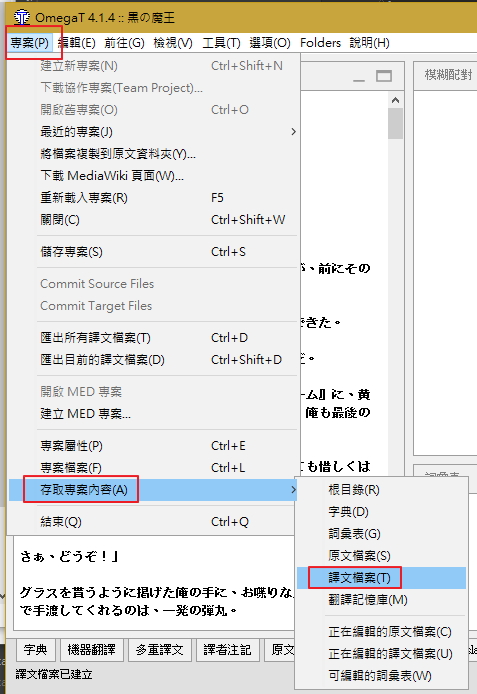 OmegaT 4.1.4 :: 黒の魔王
專案(P) 編輯(E) 前往(G) 檢視(V) 工具(T) 選項(O) Folders 說明(H)
建立新專案(N) Ctrl+Shift+N
下載協作專案(Team Project)...
開啟舊專案(O) Ctrl+O
最近的專案(J)
將檔案複製到原文資料夾(Y)...
下載 MediaWiki 頁面(W)...
重新載入專案(R) F5
關閉(C) Ctrl+Shift+W
儲存專案(S) Ctrl+S
Commit Source Files
Commit Target Files
匯出所有譯文檔案(T) Ctrl+D
匯出目前的譯文檔案(D) Ctrl+Shift+D
開啟 MED 專案
建立 MED 專案...
專案屬性(P) Ctrl+E
專案檔案(F) Ctrl+L
存取專案內容(A)
結束(Q) Ctrl+Q
模糊配對
、前にその
きた。
だ。
ーム』に、黄
俺も最後の
ても惜しくは
詞彙表
根目錄(R)
字典(D)
詞彙表(G)
原文檔案(S)
譯文檔案(T)
翻譯記憶庫(M)
正在編輯的原文檔案(C)
正在編輯的譯文檔案(U)
可編輯的詞彙表(W)
さぁ、どうぞ！」
グラスを貰うように掲げた俺の手に、お喋りな
で手渡してくれるのは、一発の弾丸。
字典 機器翻譯 多重譯文 譯者注記 原文
譯文檔案已建立